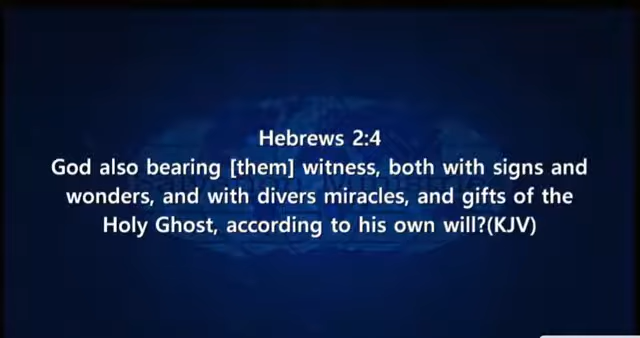 Hebrews 2:4
God also bearing [them] witness, both with signs and
wonders, and with divers miracles, and gifts of the
Holy Ghost, according to his own will?(KJV)